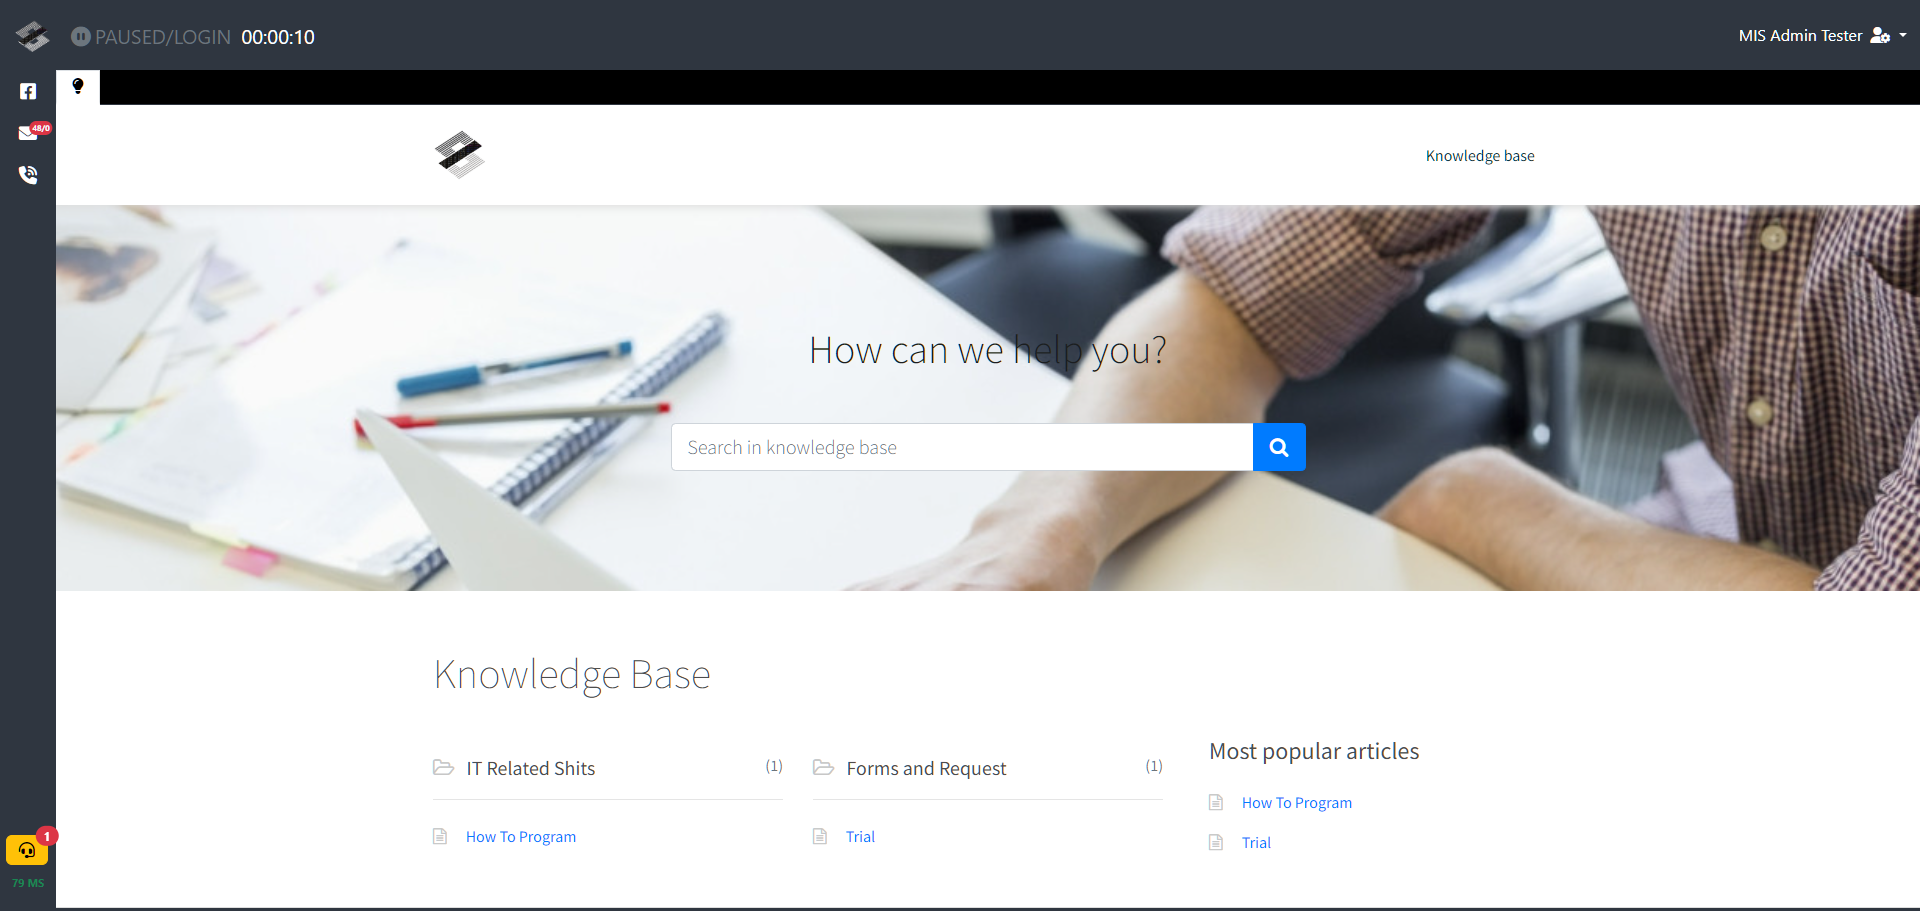 PAUSED/LOGIN 00:00:10
MIS Admin Tester
48/0
Knowledge base
How can we help you?
Search in knowledge base
Knowledge Base
IT Related Shits (1)
How To Program
Forms and Request (1)
Trial
Most popular articles
How To Program
Trial
1
79 MS